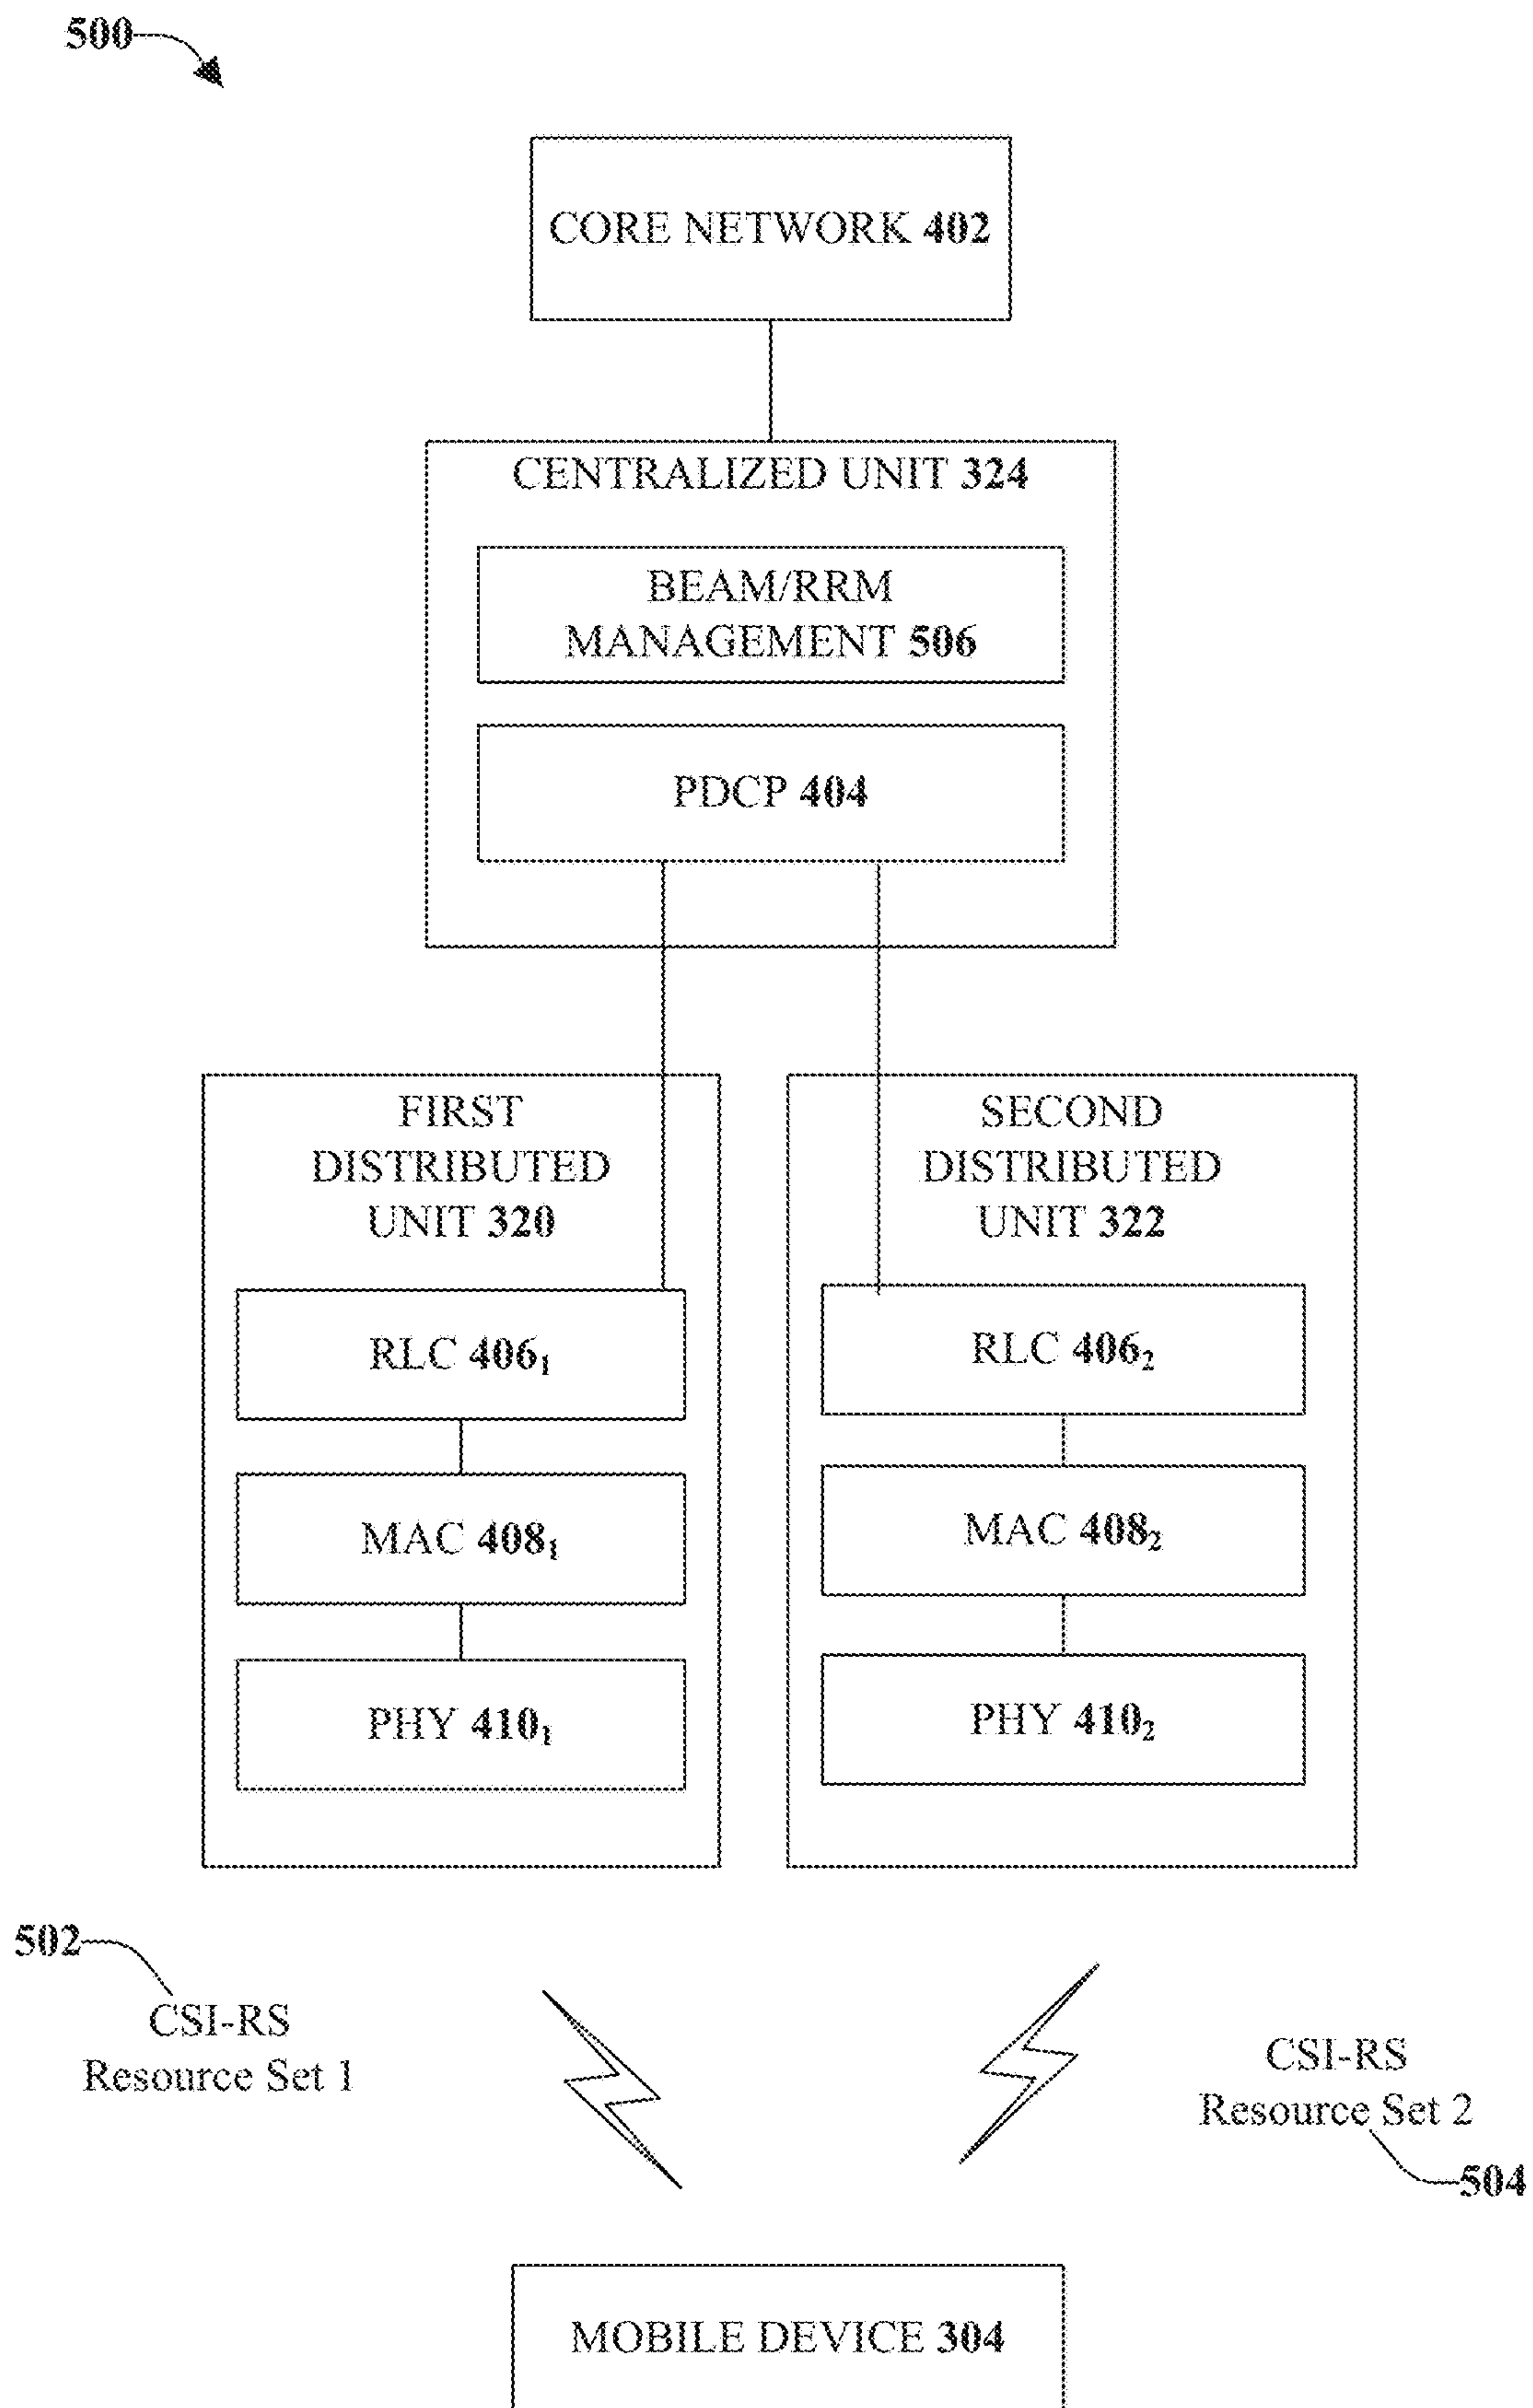 500
CORE NETWORK 402
CENTRALIZED UNIT 324
BEAM/RRM
MANAGEMENT 506
PDCP 404
FIRST
DISTRIBUTED
UNIT 320
RLC 406₁
MAC 408₁
PHY 410₁
SECOND
DISTRIBUTED
UNIT 322
RLC 406₂
MAC 408₂
PHY 410₂
502
CSI-RS
Resource Set 1
CSI-RS
Resource Set 2
504
MOBILE DEVICE 304